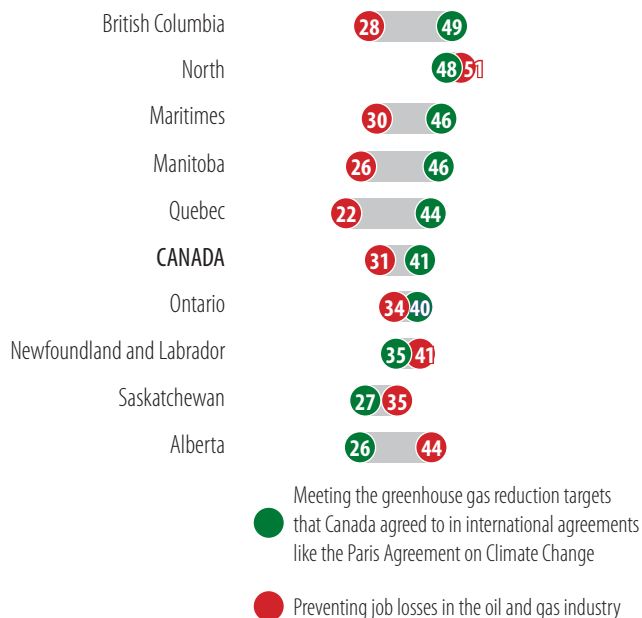 British Columbia 28 49
North 48 51
Maritimes 30 46
Manitoba 26 46
Quebec 22 44
CANADA 31 41
Ontario 34 40
Newfoundland and Labrador 35 41
Saskatchewan 27 35
Alberta 26 44
Meeting the greenhouse gas reduction targets
that Canada agreed to in international agreements
like the Paris Agreement on Climate Change
Preventing job losses in the oil and gas industry